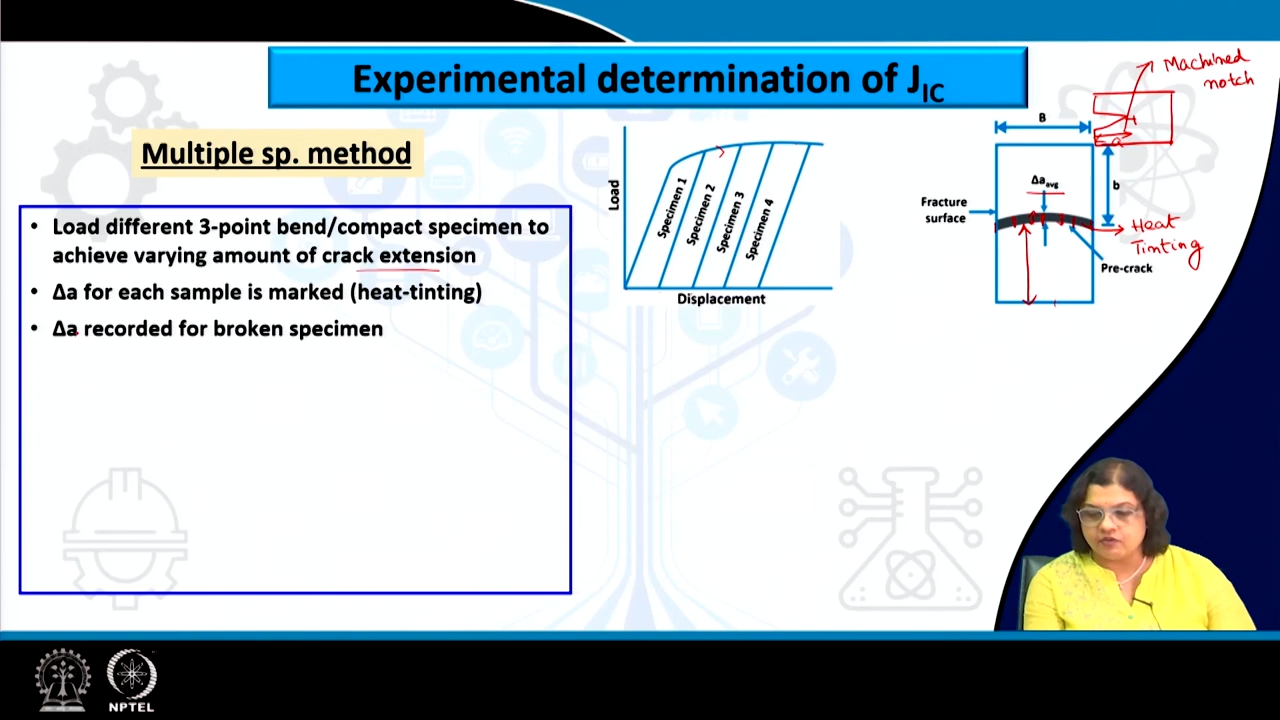 Experimental determination of J_IC
Multiple sp. method
• Load different 3-point bend/compact specimen to
achieve varying amount of crack extension
• Δa for each sample is marked (heat-tinting)
• Δa recorded for broken specimen
Load
Specimen 1
Specimen 2
Specimen 3
Specimen 4
Displacement
Machined
notch
a
B
b
Δa_avg
Fracture
surface
Heat
Tinting
Pre-crack
NPTEL